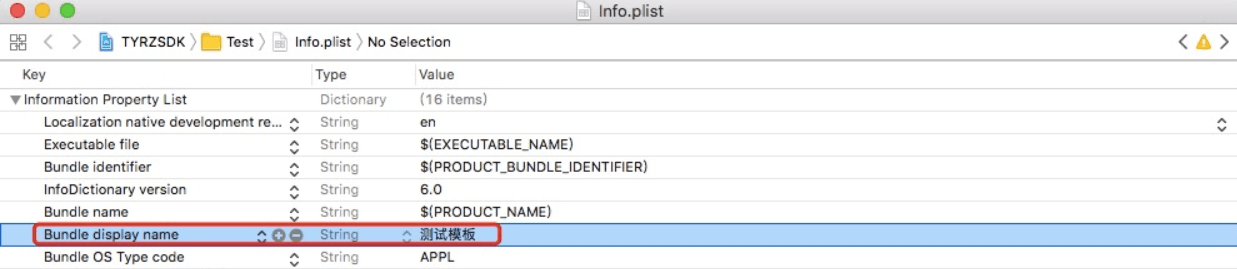 Info.plist
TYRZSDK Test Info.plist No Selection
Key Type Value
Information Property List Dictionary (16 items)
Localization native development re... String en
Executable file String $(EXECUTABLE_NAME)
Bundle identifier String $(PRODUCT_BUNDLE_IDENTIFIER)
InfoDictionary version String 6.0
Bundle name String $(PRODUCT_NAME)
Bundle display name String 测试模板
Bundle OS Type code String APPL